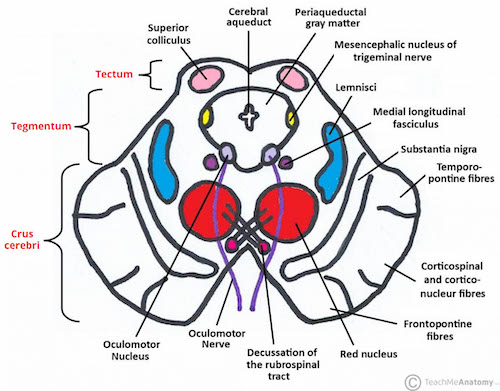 Cerebral
aqueduct
Periaqueductal
gray matter
Superior
colliculus
Mesencephalic nucleus of
trigeminal nerve
Tectum
Lemnisci
Tegmentum
Medial longitudinal
fasciculus
Substantia nigra
Temporo-
pontine fibres
Crus
cerebri
Corticospinal
and cortico-
nucleur fibres
Frontopontine
fibres
Oculomotor
Nucleus
Oculomotor
Nerve
Decussation of the
rubrospinal
tract
Red nucleus
© TeachMeAnatomy